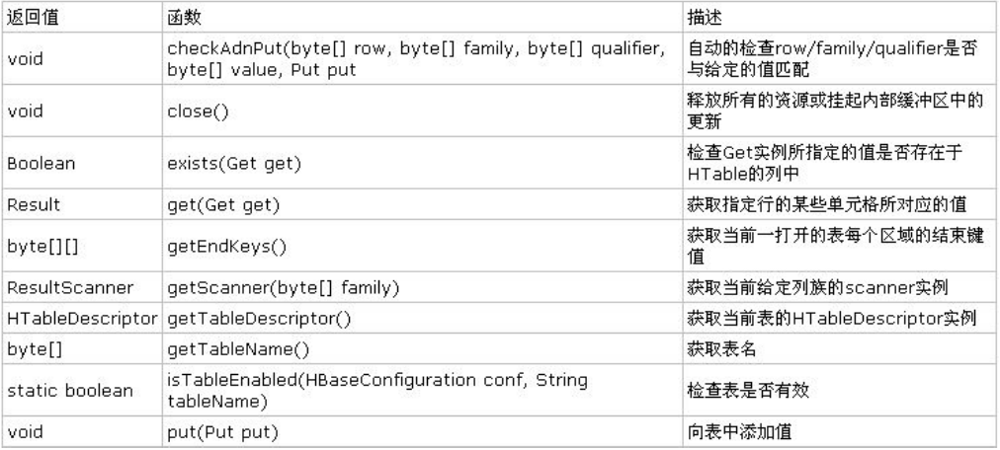 返回值 函数 描述
void checkAdnPut(byte[] row, byte[] family, byte[] qualifier, byte[] value, Put put 自动的检查row/family/qualifier是否与给定的值匹配
void close() 释放所有的资源或挂起内部缓冲区中的更新
Boolean exists(Get get) 检查Get实例所指定的值是否存在于HTable的列中
Result get(Get get) 获取指定行的某些单元格所对应的值
byte[][] getEndKeys() 获取当前一打开的表每个区域的结束键值
ResultScanner getScanner(byte[] family) 获取当前给定列族的scanner实例
HTableDescriptor getTableDescriptor() 获取当前表的HTableDescriptor实例
byte[] getTableName() 获取表名
static boolean isTableEnabled(HBaseConfiguration conf, String tableName) 检查表是否有效
void put(Put put) 向表中添加值